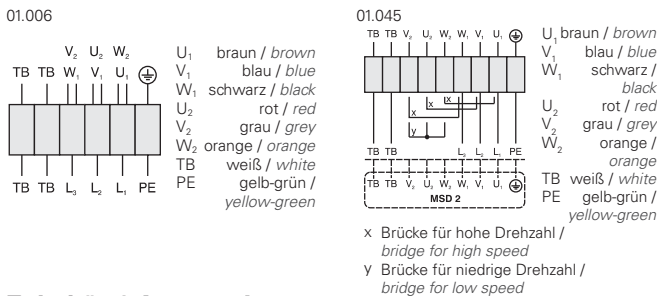 01.006
V₂ U₂ W₂
TB TB W₁ V₁ U₁
TB TB L₃ L₂ L₁ PE
U₁ braun / brown
V₁ blau / blue
W₁ schwarz / black
U₂ rot / red
V₂ grau / grey
W₂ orange / orange
TB weiß / white
PE gelb-grün /
yellow-green
01.045
TB TB V₂ U₂ W₂ W₁ V₁ U₁
x
x
x
y
TB TB L₃ L₂ L₁ PE
TB TB V₂ U₂ W₂ W₁ V₁ U₁
MSD 2
U₁ braun / brown
V₁ blau / blue
W₁ schwarz /
black
U₂ rot / red
V₂ grau / grey
W₂ orange /
orange
TB weiß / white
PE gelb-grün /
yellow-green
x Brücke für hohe Drehzahl /
bridge for high speed
y Brücke für niedrige Drehzahl /
bridge for low speed